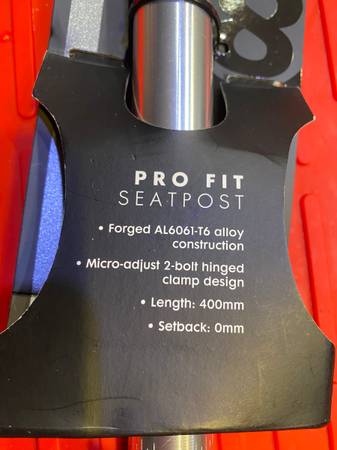 8
PRO FIT
SEATPOST
• Forged AL6061-T6 alloy
construction
• Micro-adjust 2-bolt hinged
clamp design
• Length: 400mm
• Setback: 0mm